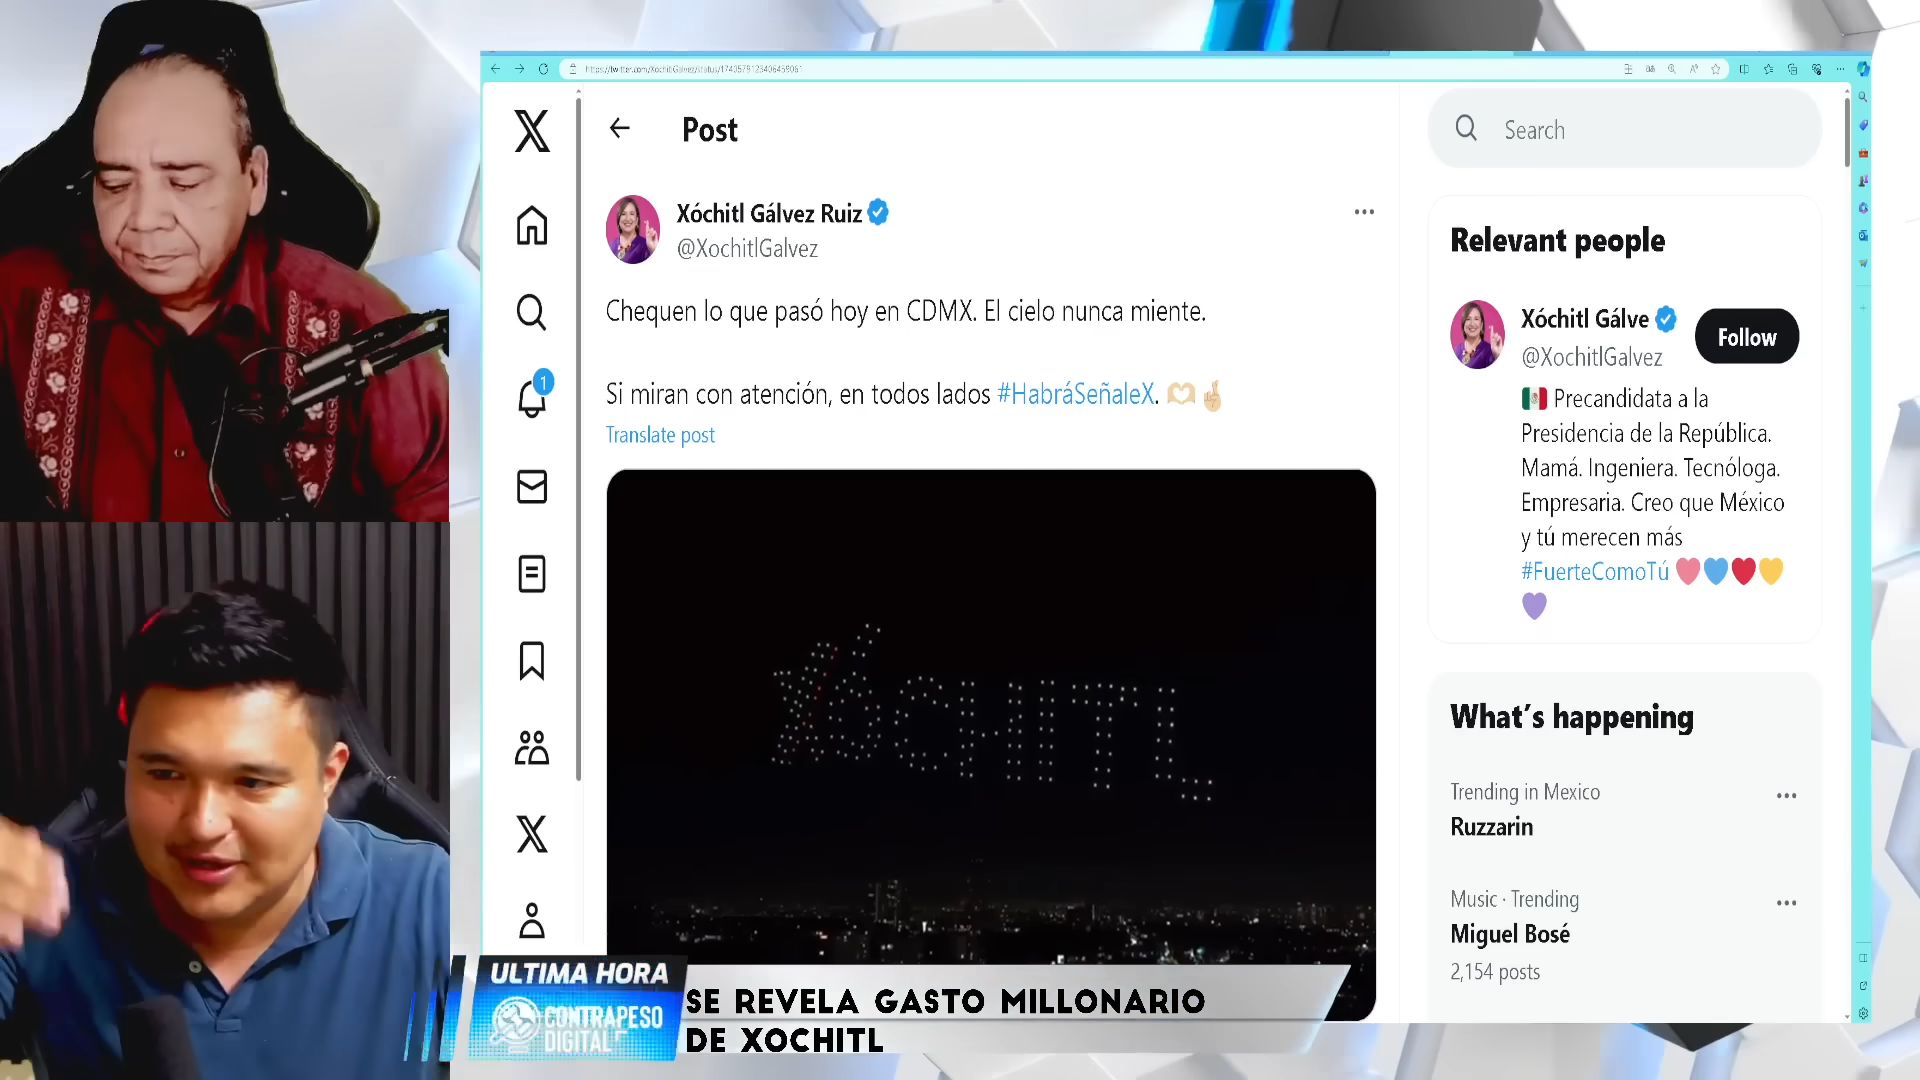 https://twitter.com/XochitlGalvez/status/1740579123406459061
Post
Search
Xóchitl Gálvez Ruiz
@XochitlGalvez
Chequen lo que pasó hoy en CDMX. El cielo nunca miente.
Si miran con atención, en todos lados #HabráSeñaleX. 🫶🏼🤞🏼
Translate post
XÓCHITL
1
Relevant people
Xóchitl Gálve
@XochitlGalvez
Follow
🇲🇽 Precandidata a la
Presidencia de la República.
Mamá. Ingeniera. Tecnóloga.
Empresaria. Creo que México
y tú merecen más
#FuerteComoTú 🩷💙❤️💛
💜
What's happening
Trending in Mexico
Ruzzarin
Music · Trending
Miguel Bosé
2,154 posts
ULTIMA HORA
CONTRAPESO
DIGITAL
SE REVELA GASTO MILLONARIO
DE XOCHITL